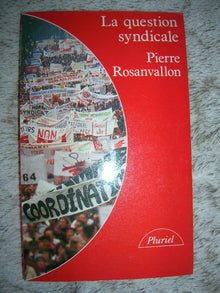 La question
syndicale
Pierre
Rosanvallon
NON
64
COORDINATI
Pluriel